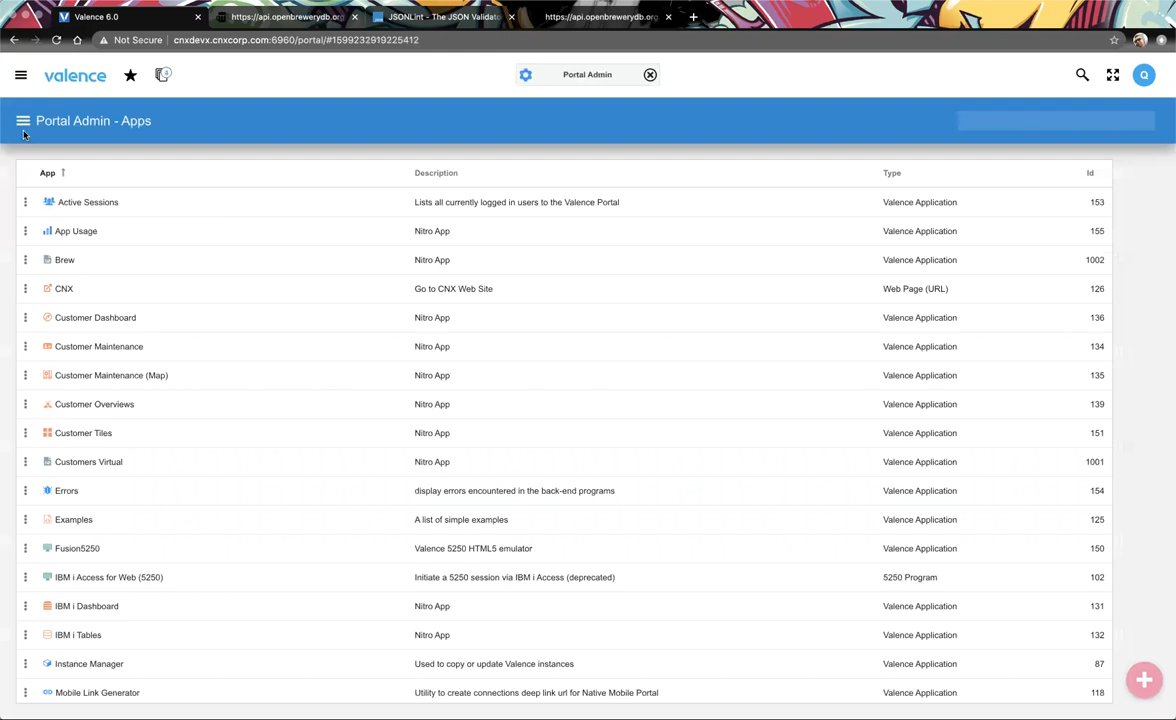 Valence 6.0
https://api.openbrewerydb.org
JSONLint - The JSON Validato
https://api.openbrewerydb.org
Not Secure | cnxdevx.cnxcorp.com:6960/portal/#1599232919225412
valence
Portal Admin
Q
Portal Admin - Apps
App Description Type Id
Active Sessions Lists all currently logged in users to the Valence Portal Valence Application 153
App Usage Nitro App Valence Application 155
Brew Nitro App Valence Application 1002
CNX Go to CNX Web Site Web Page (URL) 126
Customer Dashboard Nitro App Valence Application 136
Customer Maintenance Nitro App Valence Application 134
Customer Maintenance (Map) Nitro App Valence Application 135
Customer Overviews Nitro App Valence Application 139
Customer Tiles Nitro App Valence Application 151
Customers Virtual Nitro App Valence Application 1001
Errors display errors encountered in the back-end programs Valence Application 154
Examples A list of simple examples Valence Application 125
Fusion5250 Valence 5250 HTML5 emulator Valence Application 150
IBM i Access for Web (5250) Initiate a 5250 session via IBM i Access (deprecated) 5250 Program 102
IBM i Dashboard Nitro App Valence Application 131
IBM i Tables Nitro App Valence Application 132
Instance Manager Used to copy or update Valence instances Valence Application 87
Mobile Link Generator Utility to create connections deep link url for Native Mobile Portal Valence Application 118